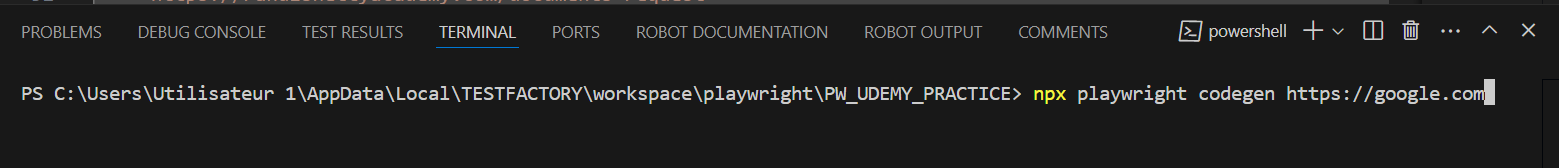 PROBLEMS DEBUG CONSOLE TEST RESULTS TERMINAL PORTS ROBOT DOCUMENTATION ROBOT OUTPUT COMMENTS powershell
PS C:\Users\Utilisateur 1\AppData\Local\TESTFACTORY\workspace\playwright\PW_UDEMY_PRACTICE> npx playwright codegen https://google.com